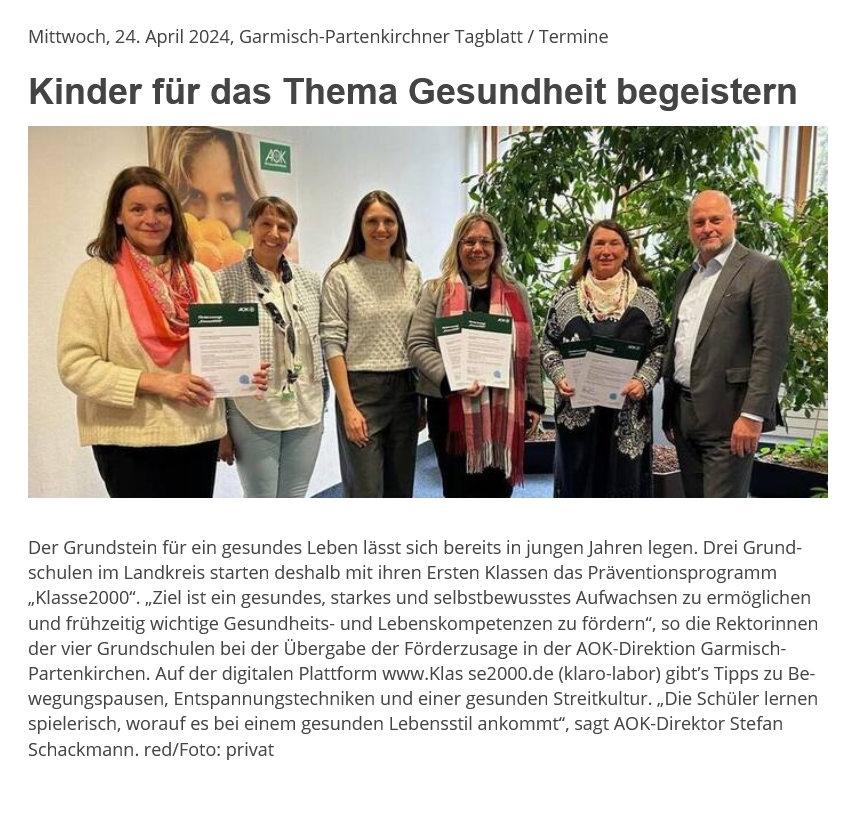 Mittwoch, 24. April 2024, Garmisch-Partenkirchner Tagblatt / Termine
Kinder für das Thema Gesundheit begeistern
AOK
AOK
AOK
AOK
Der Grundstein für ein gesundes Leben lässt sich bereits in jungen Jahren legen. Drei Grund-
schulen im Landkreis starten deshalb mit ihren Ersten Klassen das Präventionsprogramm
„Klasse2000“. „Ziel ist ein gesundes, starkes und selbstbewusstes Aufwachsen zu ermöglichen
und frühzeitig wichtige Gesundheits- und Lebenskompetenzen zu fördern“, so die Rektorinnen
der vier Grundschulen bei der Übergabe der Förderzusage in der AOK-Direktion Garmisch-
Partenkirchen. Auf der digitalen Plattform www.Klas se2000.de (klaro-labor) gibt’s Tipps zu Be-
wegungspausen, Entspannungstechniken und einer gesunden Streitkultur. „Die Schüler lernen
spielerisch, worauf es bei einem gesunden Lebensstil ankommt“, sagt AOK-Direktor Stefan
Schackmann. red/Foto: privat